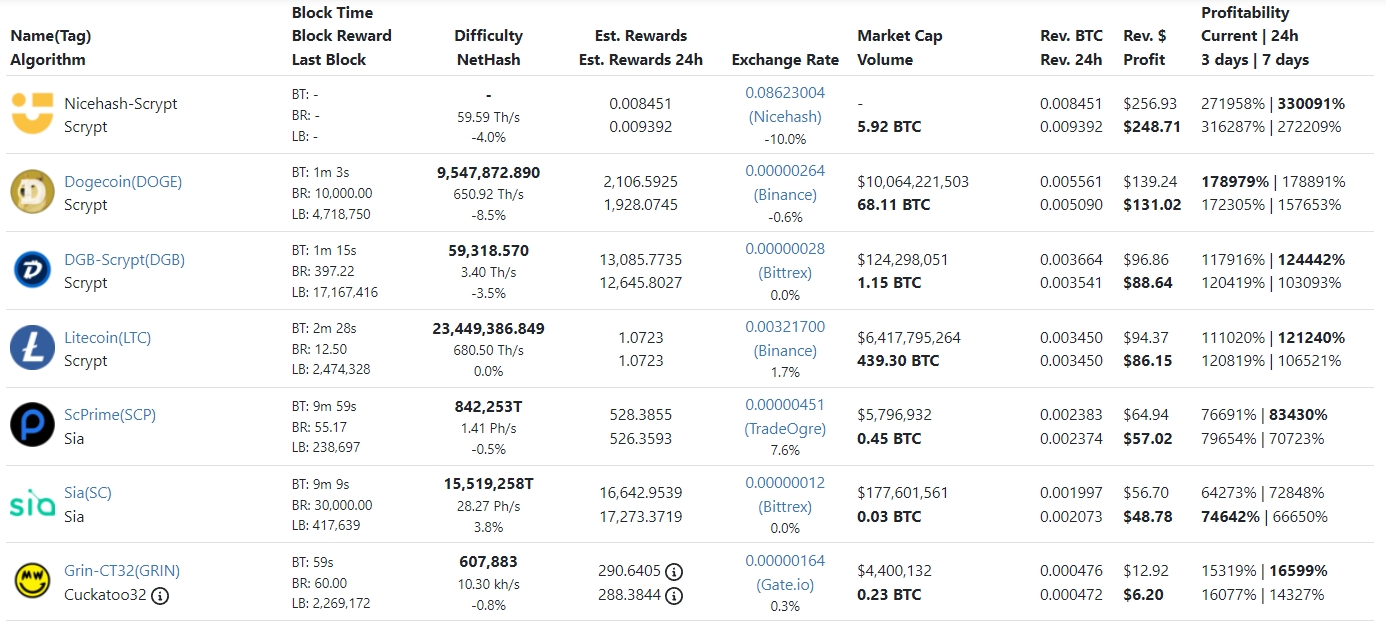 Name(Tag)
Algorithm
Block Time
Block Reward
Last Block
Difficulty
NetHash
Est. Rewards
Est. Rewards 24h
Exchange Rate
Market Cap
Volume
Rev. BTC
Rev. 24h
Rev. $
Profit
Profitability
Current | 24h
3 days | 7 days
Nicehash-Scrypt
Scrypt
BT: -
BR: -
LB: -
-
59.59 Th/s
-4.0%
0.008451
0.009392
0.08623004
(Nicehash)
-10.0%
-
5.92 BTC
0.008451
0.009392
$256.93
$248.71
271958% | 330091%
316287% | 272209%
Dogecoin(DOGE)
Scrypt
BT: 1m 3s
BR: 10,000.00
LB: 4,718,750
9,547,872.890
650.92 Th/s
-8.5%
2,106.5925
1,928.0745
0.00000264
(Binance)
-0.6%
$10,064,221,503
68.11 BTC
0.005561
0.005090
$139.24
$131.02
178979% | 178891%
172305% | 157653%
DGB-Scrypt(DGB)
Scrypt
BT: 1m 15s
BR: 397.22
LB: 17,167,416
59,318.570
3.40 Th/s
-3.5%
13,085.7735
12,645.8027
0.00000028
(Bittrex)
0.0%
$124,298,051
1.15 BTC
0.003664
0.003541
$96.86
$88.64
117916% | 124442%
120419% | 103093%
Litecoin(LTC)
Scrypt
BT: 2m 28s
BR: 12.50
LB: 2,474,328
23,449,386.849
680.50 Th/s
0.0%
1.0723
1.0723
0.00321700
(Binance)
1.7%
$6,417,795,264
439.30 BTC
0.003450
0.003450
$94.37
$86.15
111020% | 121240%
120819% | 106521%
ScPrime(SCP)
Sia
BT: 9m 59s
BR: 55.17
LB: 238,697
842,253T
1.41 Ph/s
-0.5%
528.3855
526.3593
0.00000451
(TradeOgre)
7.6%
$5,796,932
0.45 BTC
0.002383
0.002374
$64.94
$57.02
76691% | 83430%
79654% | 70723%
sia
Sia(SC)
Sia
BT: 9m 9s
BR: 30,000.00
LB: 417,639
15,519,258T
28.27 Ph/s
3.8%
16,642.9539
17,273.3719
0.00000012
(Bittrex)
0.0%
$177,601,561
0.03 BTC
0.001997
0.002073
$56.70
$48.78
64273% | 72848%
74642% | 66650%
MW
Grin-CT32(GRIN)
Cuckatoo32
BT: 59s
BR: 60.00
LB: 2,269,172
607,883
10.30 kh/s
-0.8%
290.6405
288.3844
0.00000164
(Gate.io)
0.3%
$4,400,132
0.23 BTC
0.000476
0.000472
$12.92
$6.20
15319% | 16599%
16077% | 14327%